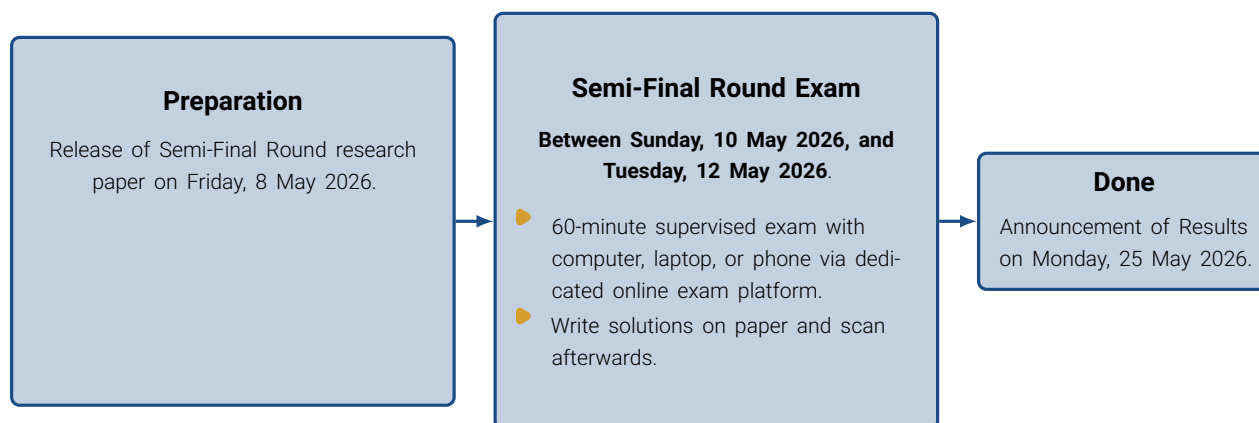 Preparation
Release of Semi-Final Round research
paper on Friday, 8 May 2026.
Semi-Final Round Exam
Between Sunday, 10 May 2026, and
Tuesday, 12 May 2026.
60-minute supervised exam with
computer, laptop, or phone via dedi-
cated online exam platform.
Write solutions on paper and scan
afterwards.
Done
Announcement of Results
on Monday, 25 May 2026.